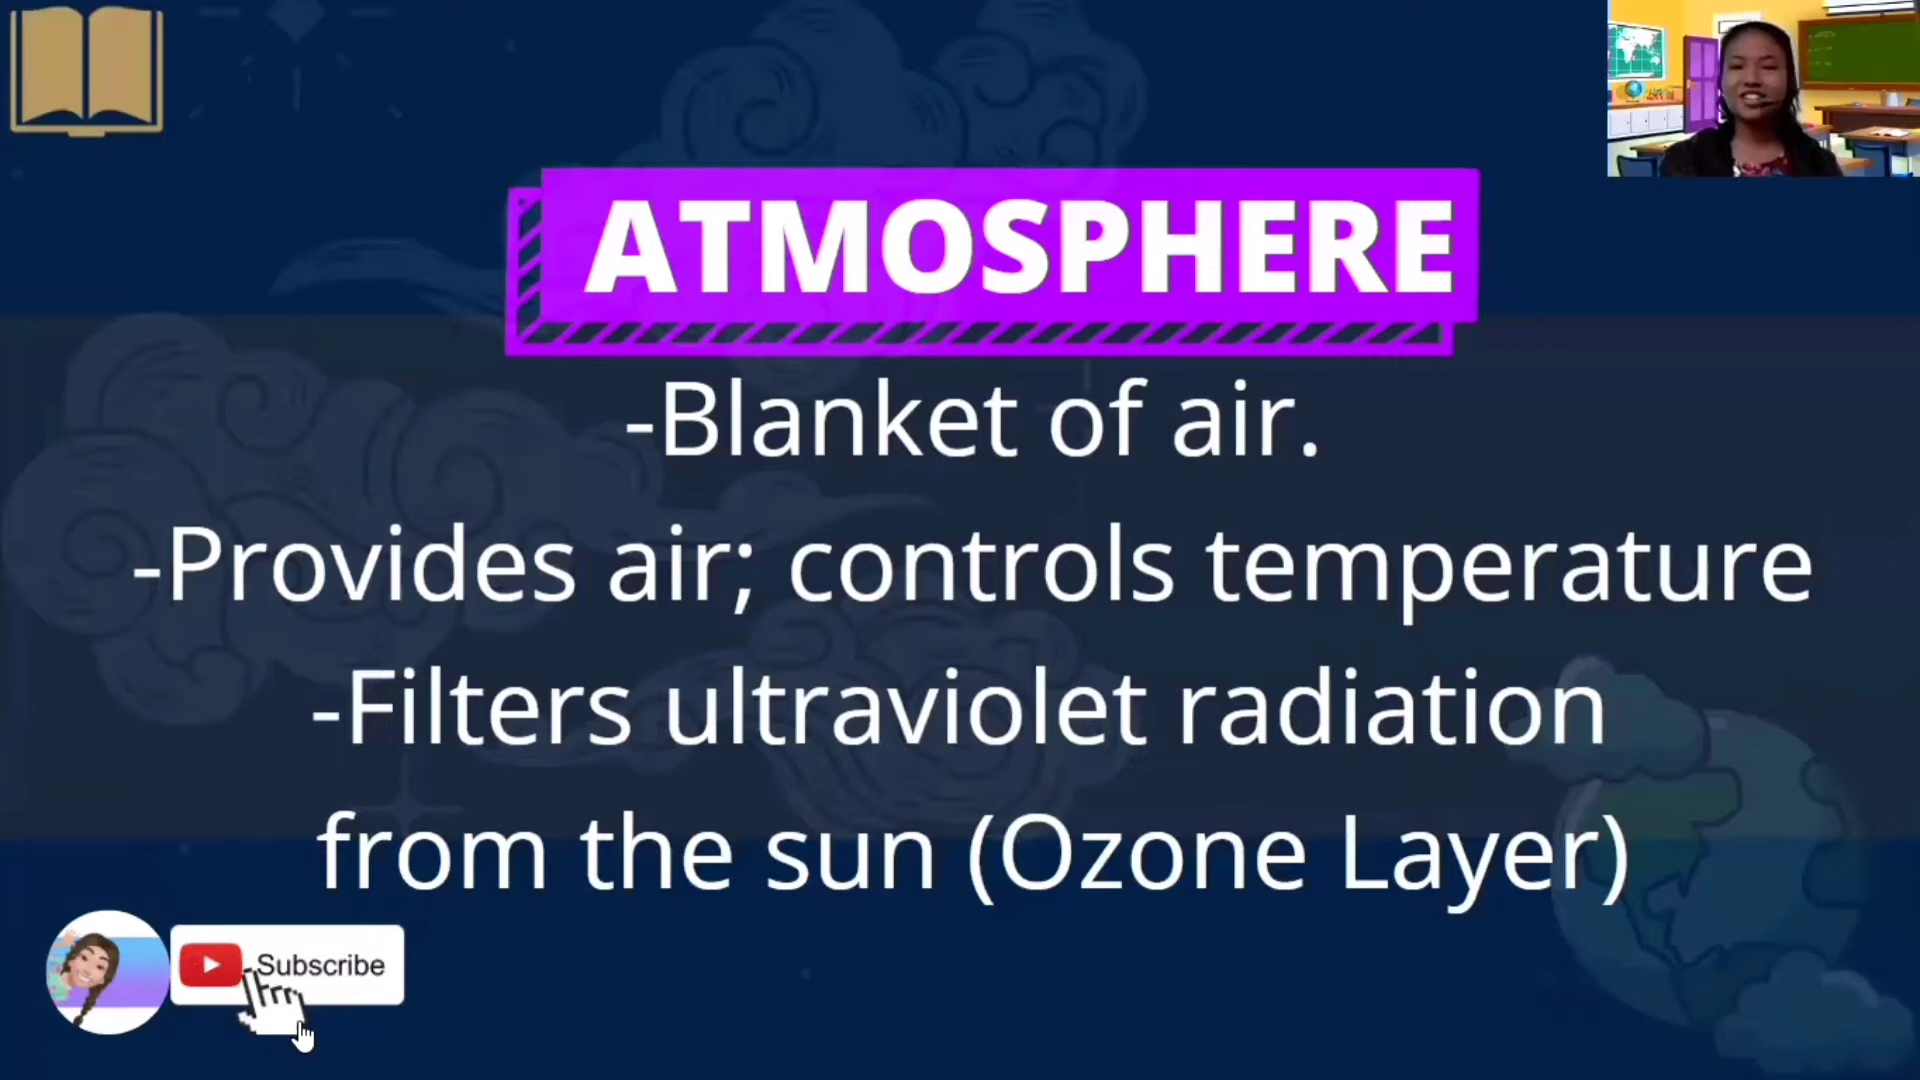 ATMOSPHERE
-Blanket of air.
-Provides air; controls temperature
-Filters ultraviolet radiation
from the sun (Ozone Layer)
Subscribe